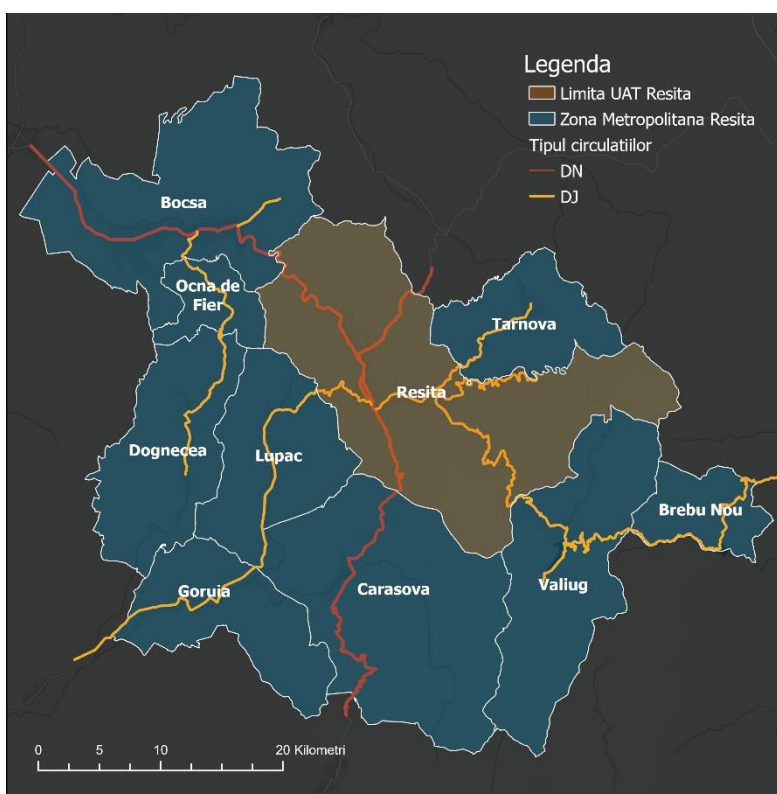 Legenda
Limita UAT Resita
Zona Metropolitana Resita
Tipul circulatiilor
DN
DJ
Bocsa
Ocna de
Fier
Tarnova
Resita
Dognecea
Lupac
Brebu Nou
Goruia
Carasova
Valiug
0 5 10 20 Kilometri